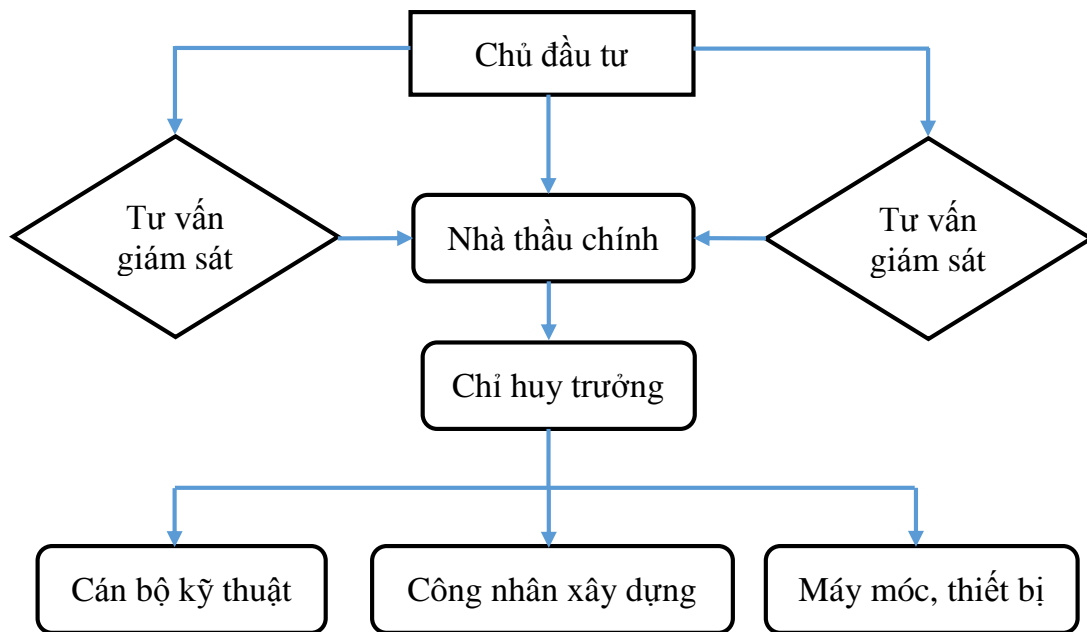 Chủ đầu tư
Tư vấn
giám sát
Nhà thầu chính
Tư vấn
giám sát
Chỉ huy trưởng
Cán bộ kỹ thuật
Công nhân xây dựng
Máy móc, thiết bị